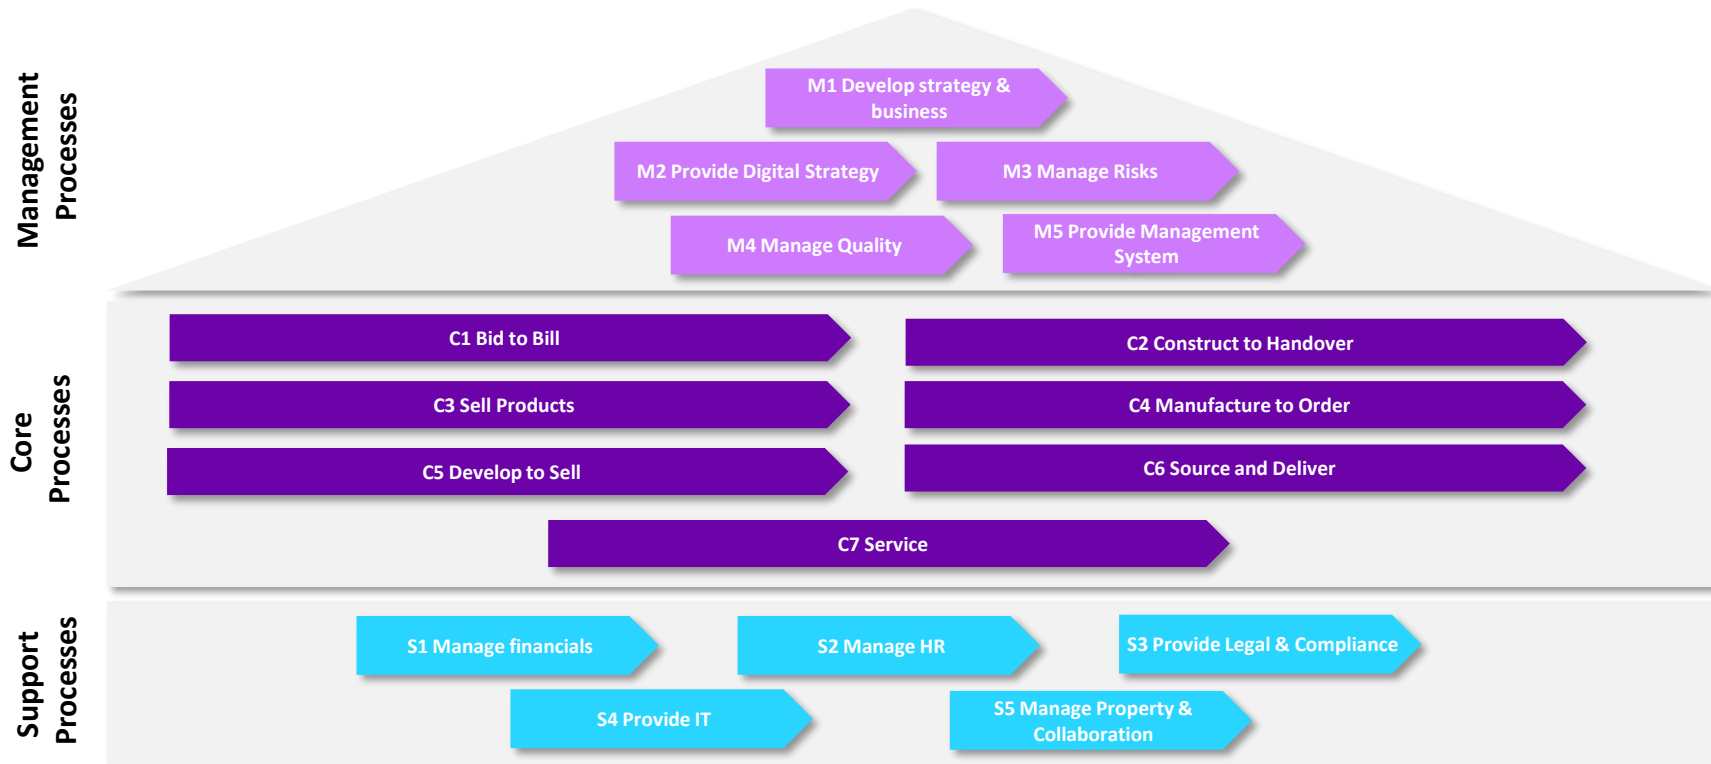 Management
Processes
M1 Develop strategy &
business
M2 Provide Digital Strategy
M3 Manage Risks
M4 Manage Quality
M5 Provide Management
System
Core
Processes
C1 Bid to Bill
C2 Construct to Handover
C3 Sell Products
C4 Manufacture to Order
C5 Develop to Sell
C6 Source and Deliver
C7 Service
Support
Processes
S1 Manage financials
S2 Manage HR
S3 Provide Legal & Compliance
S4 Provide IT
S5 Manage Property &
Collaboration